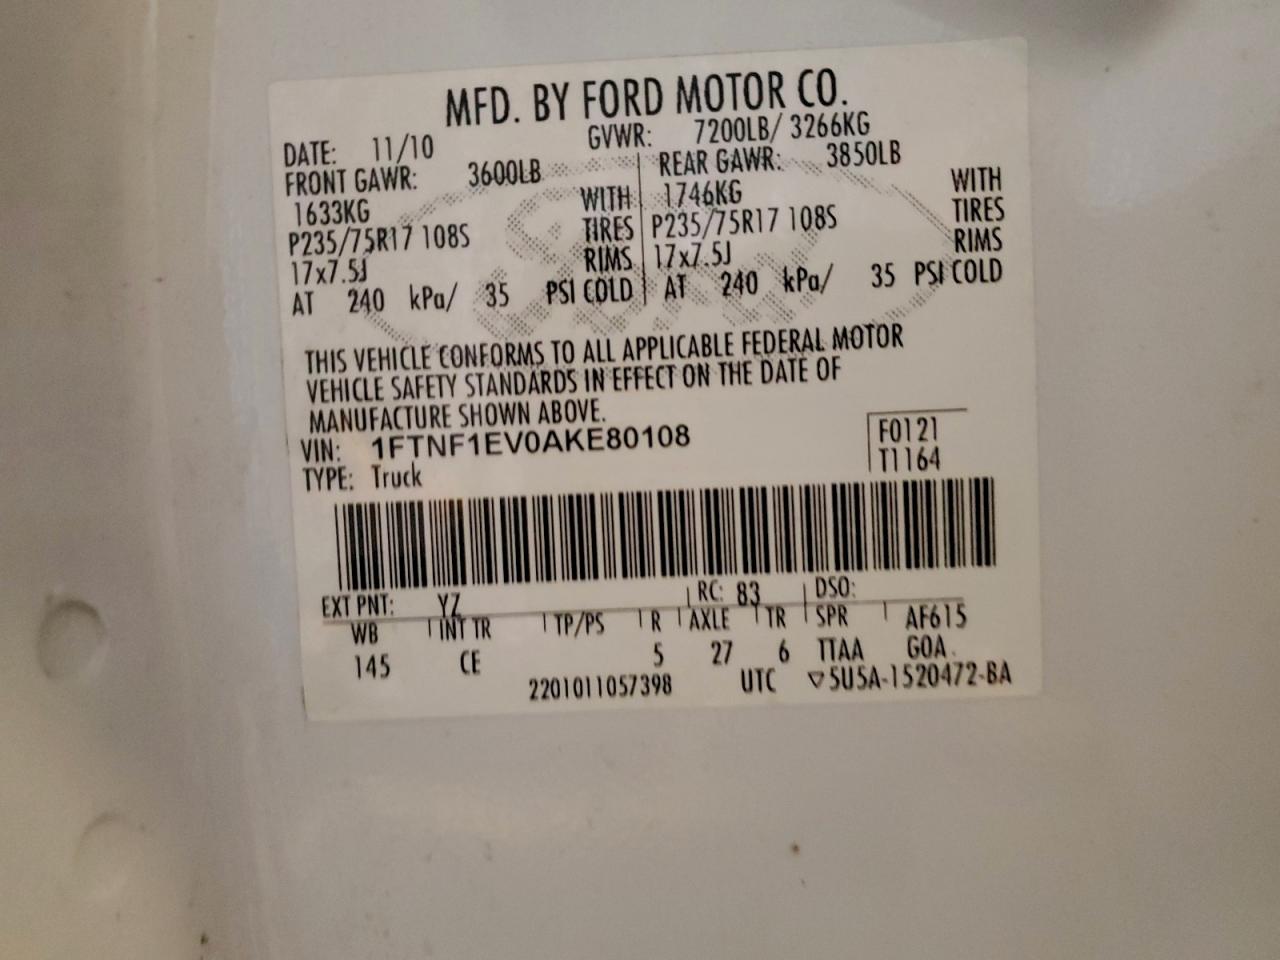 MFD. BY FORD MOTOR CO.
DATE: 11/10 GVWR: 7200LB/ 3266KG
FRONT GAWR: 3600LB REAR GAWR: 3850LB
1633KG WITH 1746KG WITH
P235/75R17 108S TIRES P235/75R17 108S TIRES
17x7.5J RIMS 17x7.5J RIMS
AT 240 kPa/ 35 PSI COLD AT 240 kPa/ 35 PSI COLD
THIS VEHICLE CONFORMS TO ALL APPLICABLE FEDERAL MOTOR
VEHICLE SAFETY STANDARDS IN EFFECT ON THE DATE OF
MANUFACTURE SHOWN ABOVE.
VIN: 1FTNF1EV0AKE80108 F0121
TYPE: Truck T1164
EXT PNT: YZ RC: 83 DSO:
WB INT TR TP/PS R AXLE TR SPR AF615
145 CE 5 27 6 TTAA GOA
2201011057398 UTC ▽5U5A-1520472-BA